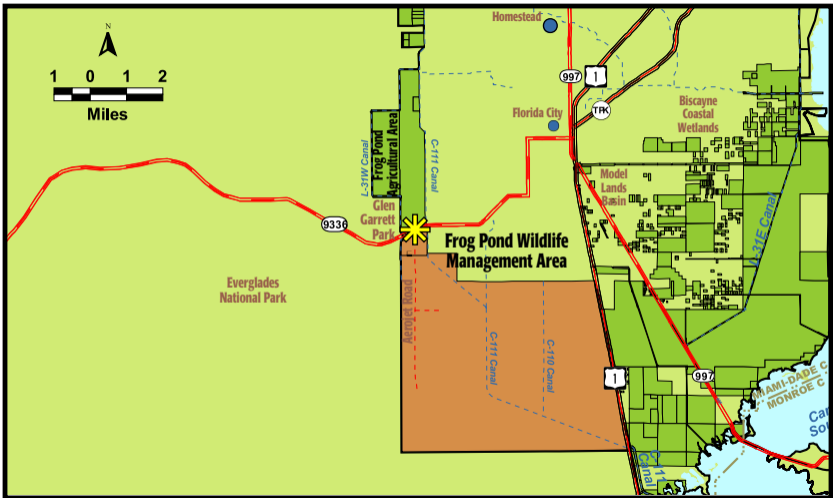 Homestead
1 0 1 2
Miles
997
1
TPK
Florida City
Biscayne
Coastal
Wetlands
Frog Pond
Agricultural Area
L-31W Canal
C-111 Canal
Model
Lands
Basin
L-31E Canal
Glen
Garrett
Park
9336
Frog Pond Wildlife
Management Area
Everglades
National Park
Aerojet Road
C-111 Canal
C-110 Canal
1
997
MIAMI-DADE C
MONROE C
C-111
Canal